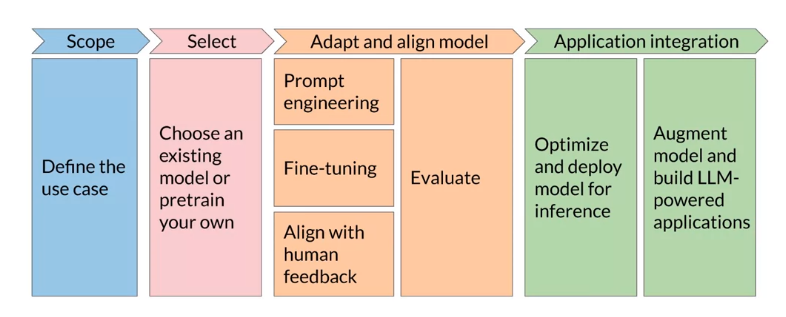 Scope
Select
Adapt and align model
Application integration
Define the
use case
Choose an
existing
model or
pretrain
your own
Prompt
engineering
Fine-tuning
Align with
human
feedback
Evaluate
Optimize
and deploy
model for
inference
Augment
model and
build LLM-
powered
applications